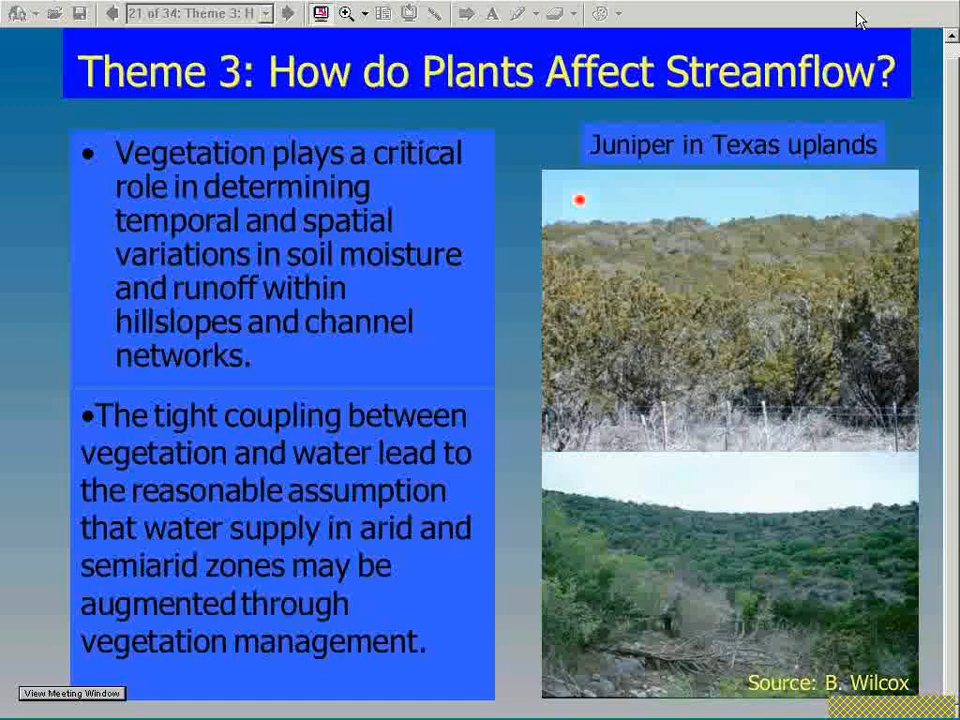 21 of 34: Theme 3: H
Theme 3: How do Plants Affect Streamflow?
• Vegetation plays a critical
role in determining
temporal and spatial
variations in soil moisture
and runoff within
hillslopes and channel
networks.
•The tight coupling between
vegetation and water lead to
the reasonable assumption
that water supply in arid and
semiarid zones may be
augmented through
vegetation management.
Juniper in Texas uplands
Source: B. Wilcox
View Meeting Window